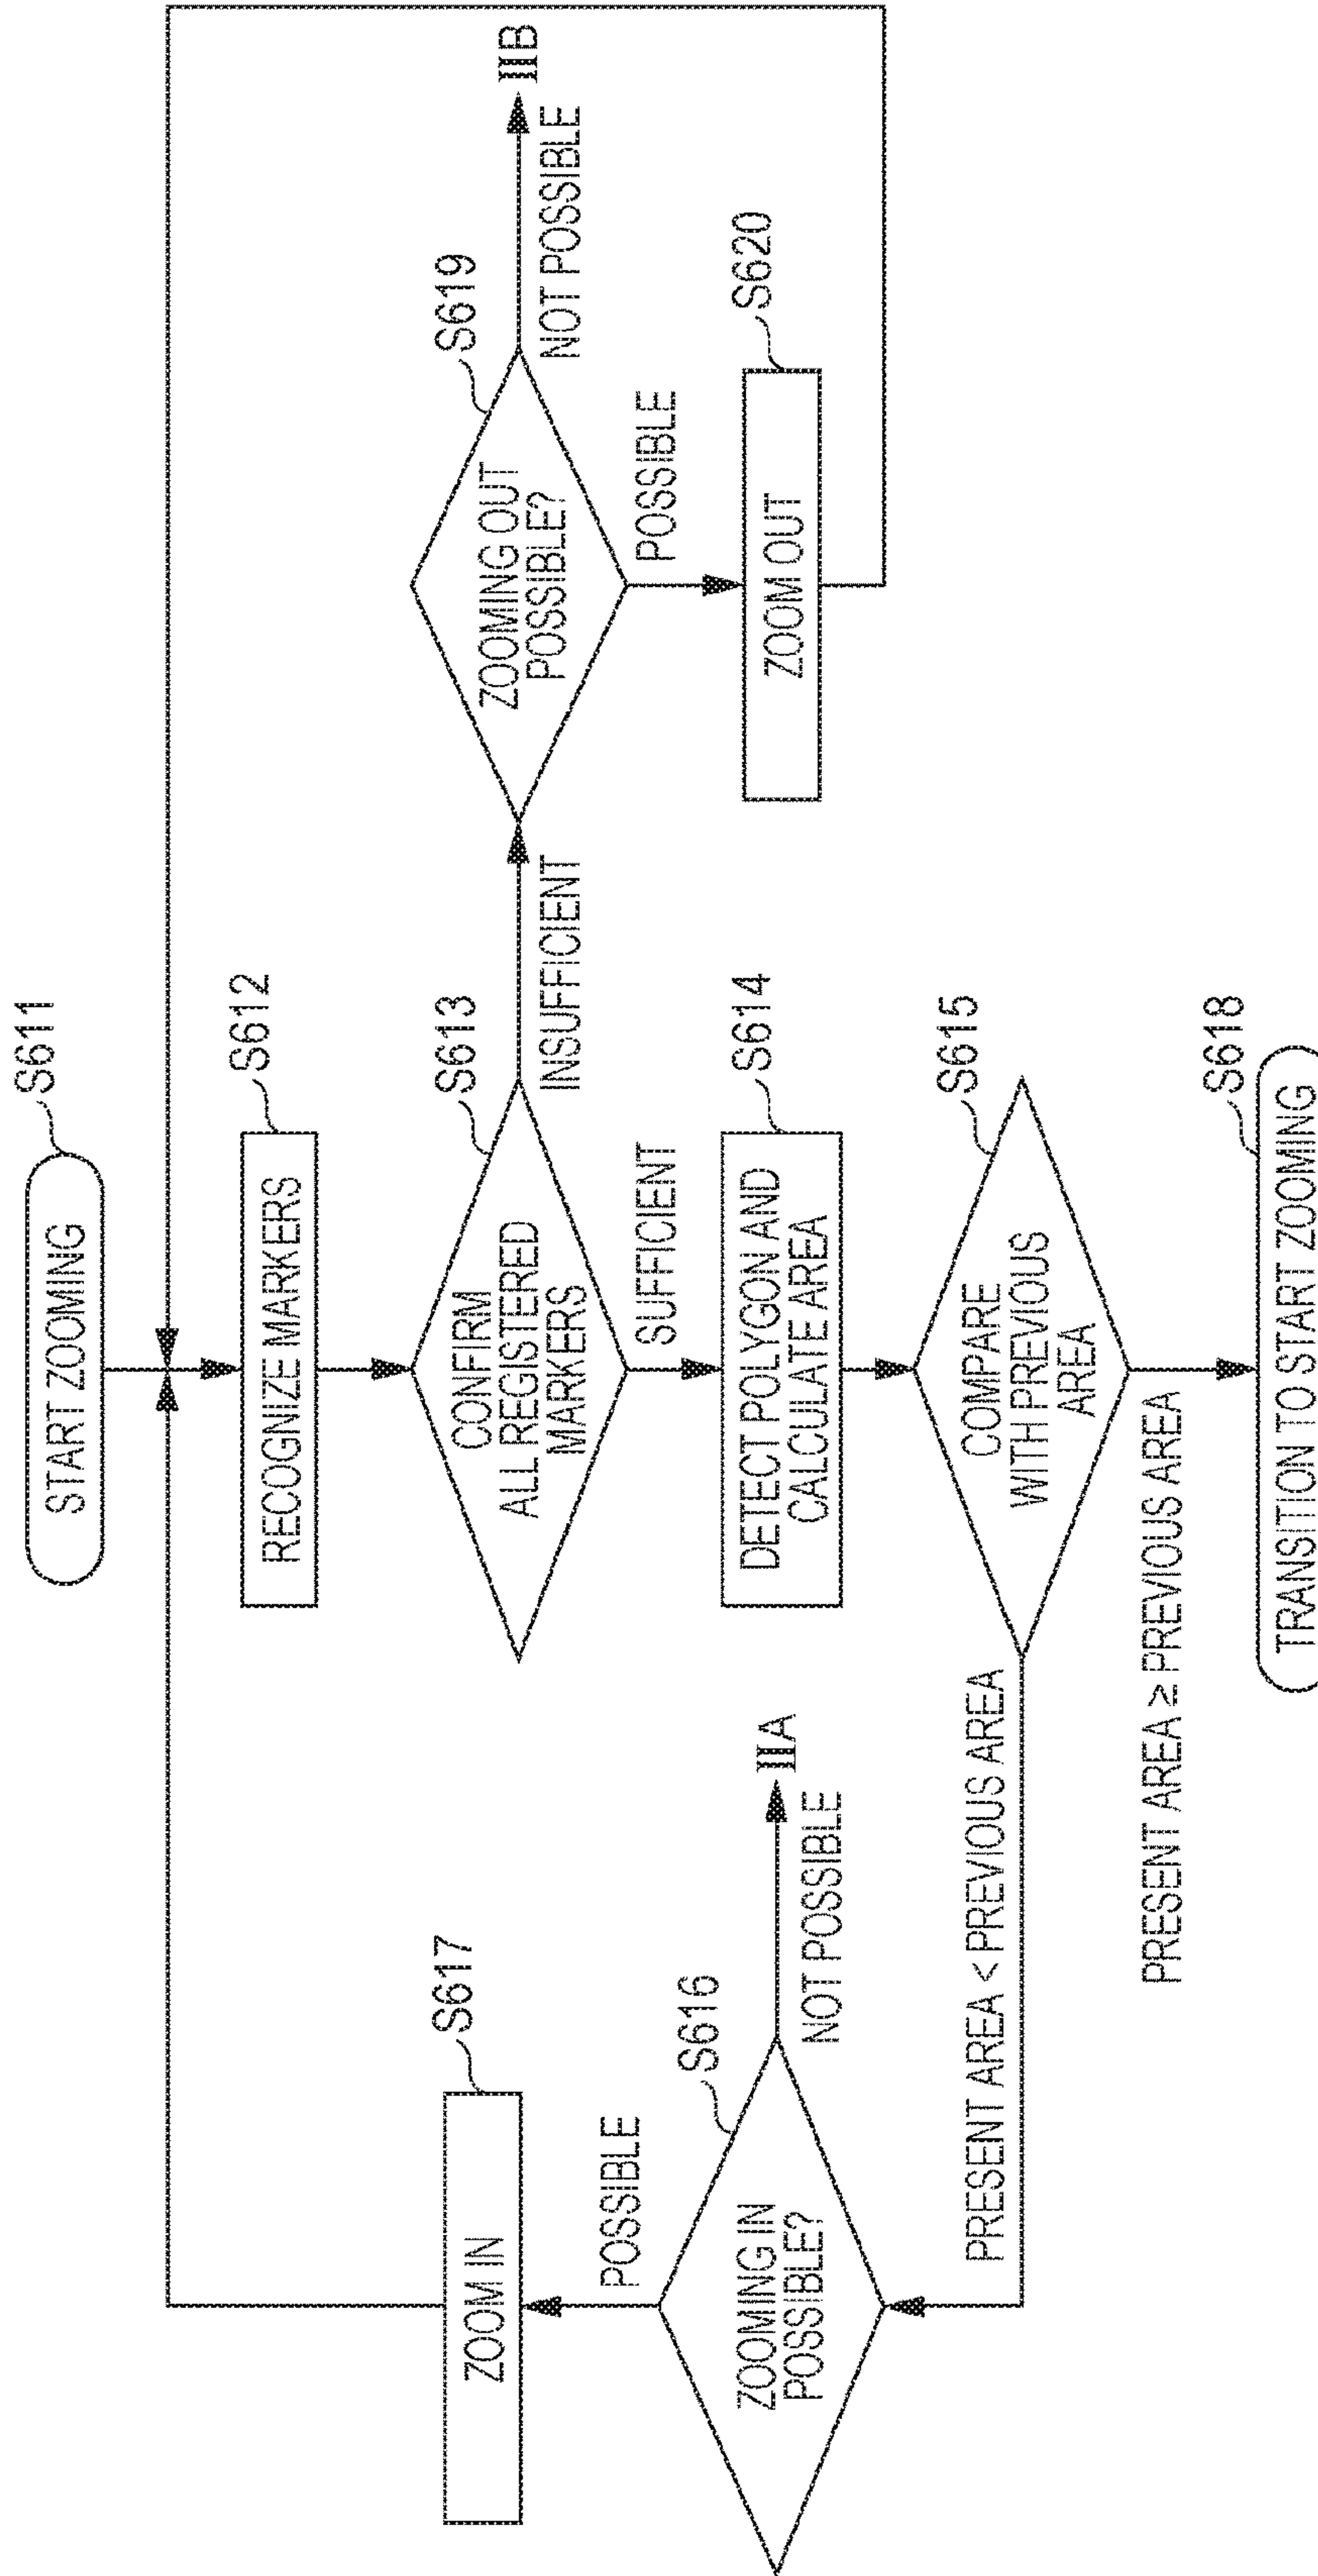 START ZOOMING
S611
RECOGNIZE MARKERS
S612
CONFIRM
ALL REGISTERED
MARKERS
S613
INSUFFICIENT
SUFFICIENT
ZOOMING OUT
POSSIBLE?
S619
NOT POSSIBLE
IIB
POSSIBLE
ZOOM OUT
S620
DETECT POLYGON AND
CALCULATE AREA
S614
COMPARE
WITH PREVIOUS
AREA
S615
PRESENT AREA < PREVIOUS AREA
PRESENT AREA ≥ PREVIOUS AREA
ZOOMING IN
POSSIBLE?
S616
NOT POSSIBLE
IIA
POSSIBLE
ZOOM IN
S617
TRANSITION TO START ZOOMING
S618